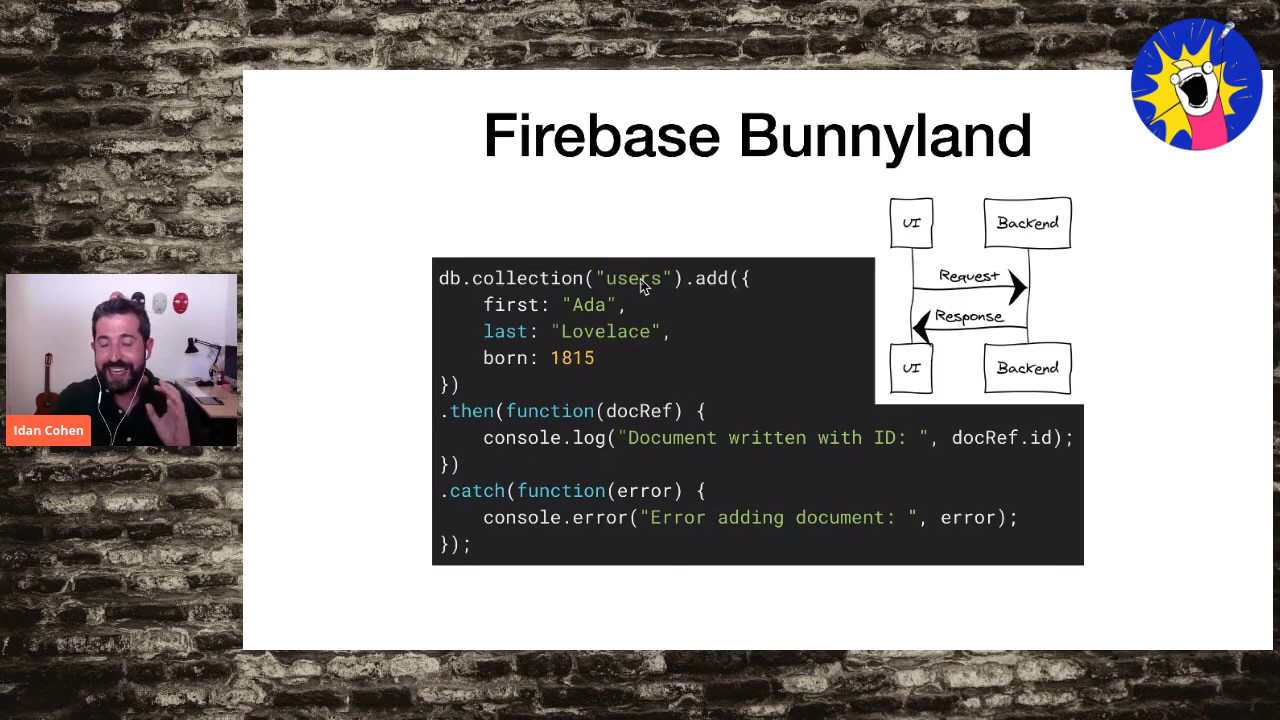 Firebase Bunnyland
UI
Backend
Request
Response
UI
Backend
db.collection("users").add({
first: "Ada",
last: "Lovelace",
born: 1815
})
.then(function(docRef) {
console.log("Document written with ID: ", docRef.id);
})
.catch(function(error) {
console.error("Error adding document: ", error);
});
Idan Cohen